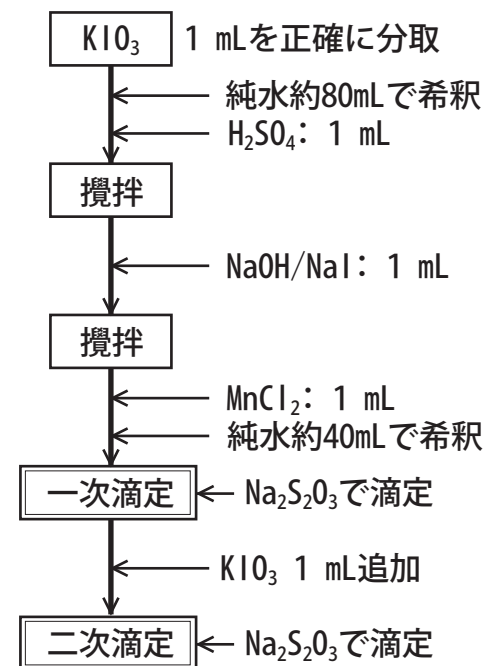 KIO₃ 1 mLを正確に分取
純水約80mLで希釈
H₂SO₄: 1 mL
攪拌
NaOH/NaI: 1 mL
攪拌
MnCl₂: 1 mL
純水約40mLで希釈
一次滴定 Na₂S₂O₃で滴定
KIO₃ 1 mL追加
二次滴定 Na₂S₂O₃で滴定